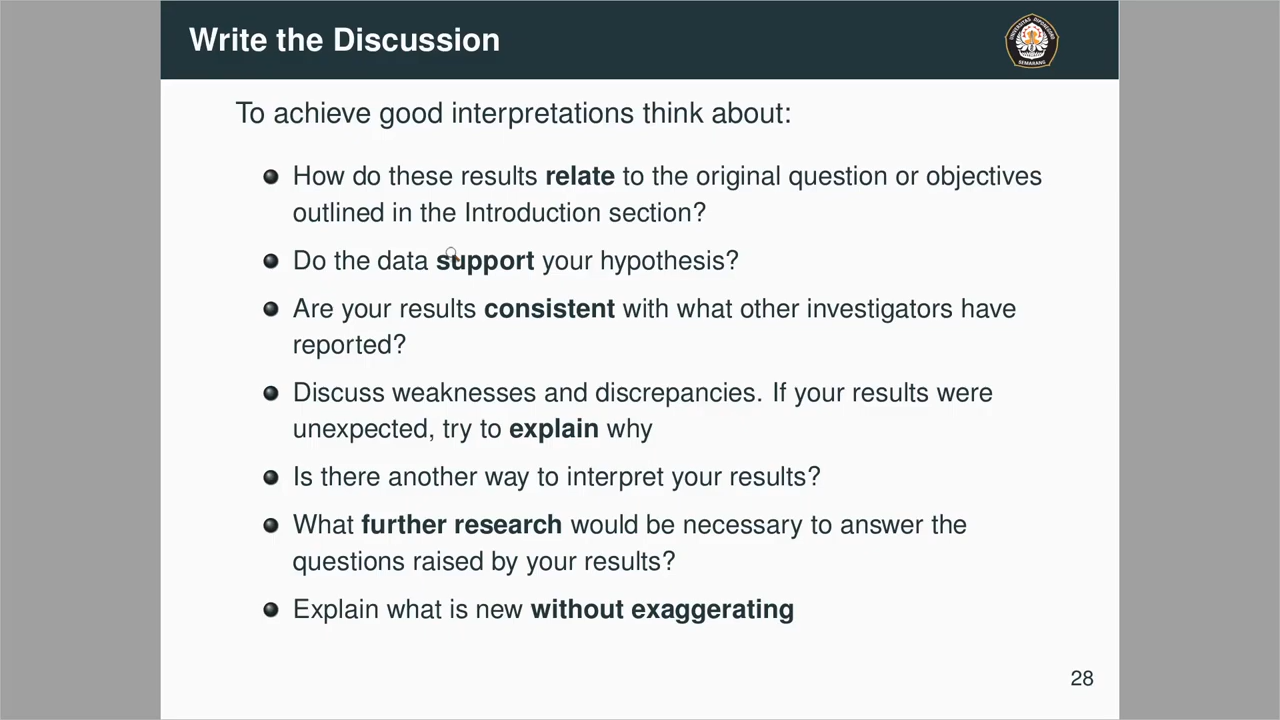 Write the Discussion
UNIVERSITAS DIPONEGORO
SEMARANG
To achieve good interpretations think about:
How do these results relate to the original question or objectives
outlined in the Introduction section?
Do the data support your hypothesis?
Are your results consistent with what other investigators have
reported?
Discuss weaknesses and discrepancies. If your results were
unexpected, try to explain why
Is there another way to interpret your results?
What further research would be necessary to answer the
questions raised by your results?
Explain what is new without exaggerating
28